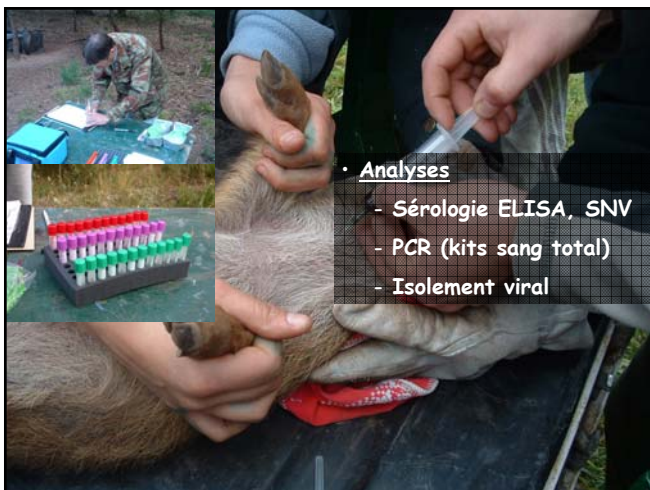 • Analyses
- Sérologie ELISA, SNV
- PCR (kits sang total)
- Isolement viral